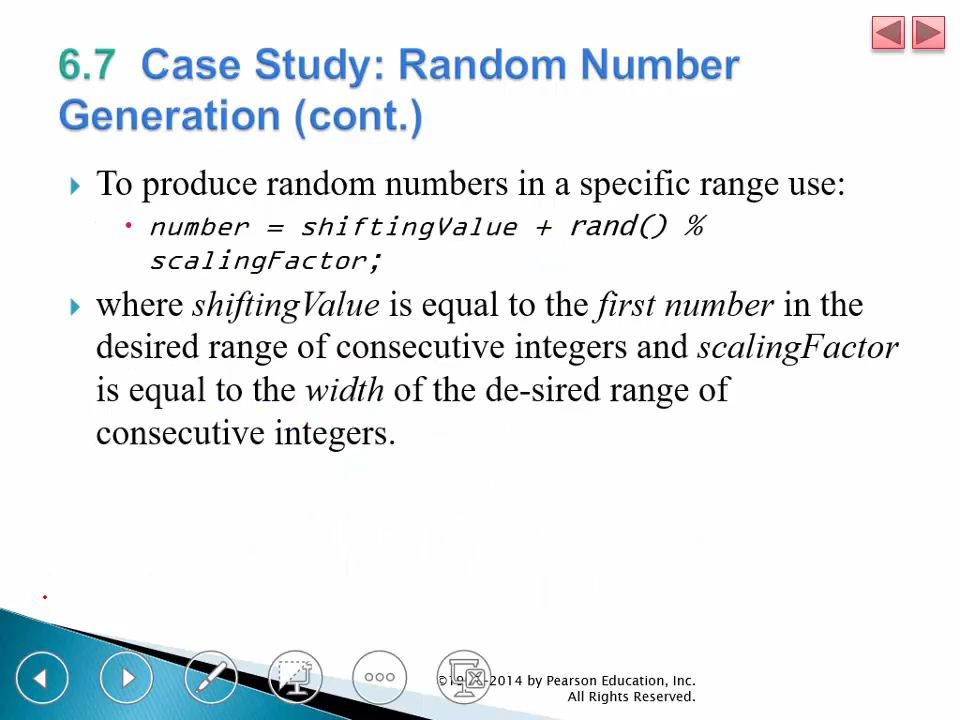 6.7 Case Study: Random Number
Generation (cont.)
To produce random numbers in a specific range use:
number = shiftingValue + rand() %
scalingFactor;
where shiftingValue is equal to the first number in the
desired range of consecutive integers and scalingFactor
is equal to the width of the de-sired range of
consecutive integers.
-2014 by Pearson Education, Inc.
All Rights Reserved.